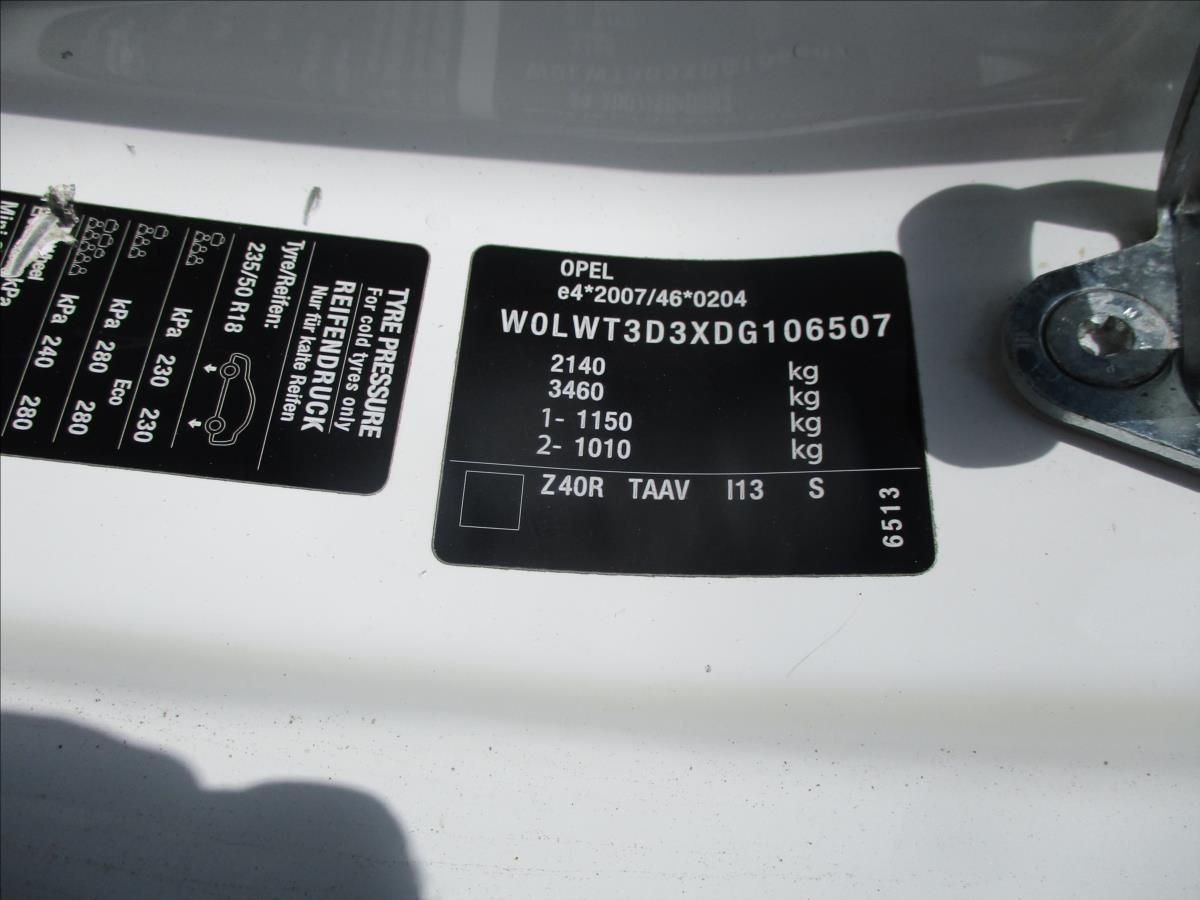 TYRE PRESSURE
For cold tyres only
REIFENDRUCK
Nur für kalte Reifen
Tyre/Reifen:
235/50 R18
kPa 230 230
Eco
kPa 280 280
kPa 240 280
kPa
OPEL
e4*2007/46*0204
W0LWT3D3XDG106507
2140 kg
3460 kg
1- 1150 kg
2- 1010 kg
Z40R TAAV I13 S
6513